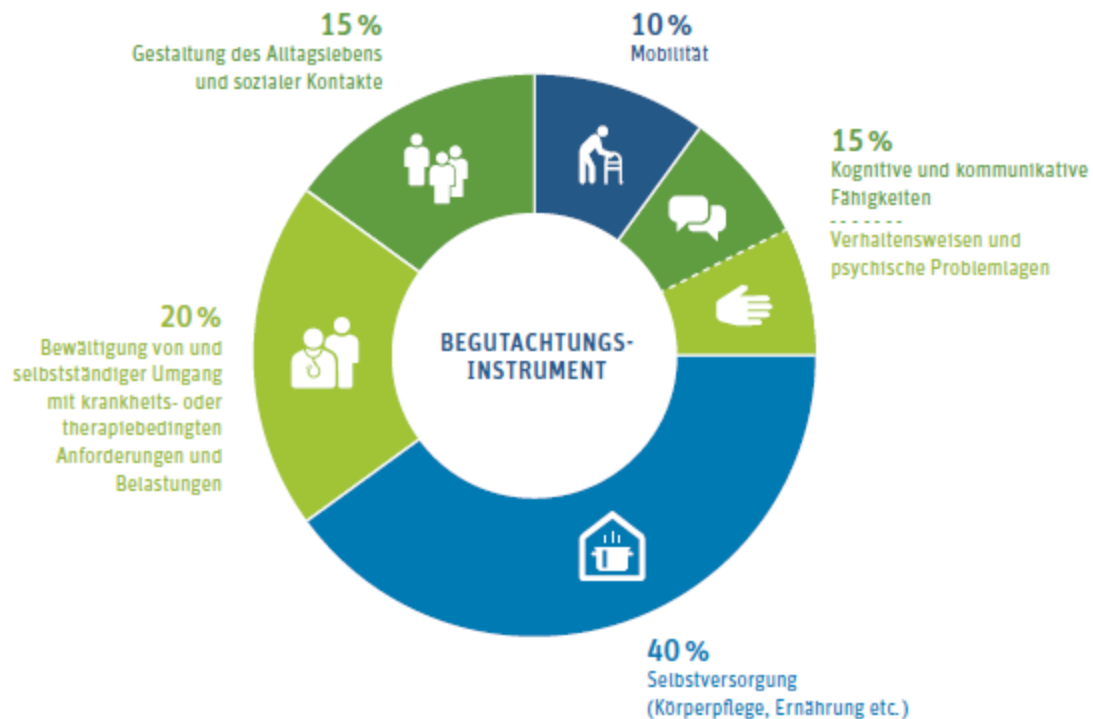 15 %
Gestaltung des Alltagslebens
und sozialer Kontakte
10 %
Mobilität
15 %
Kognitive und kommunikative
Fähigkeiten
Verhaltensweisen und
psychische Problemlagen
20 %
Bewältigung von und
selbstständiger Umgang
mit krankheits- oder
therapiebedingten
Anforderungen und
Belastungen
BEGUTACHTUNGS-
INSTRUMENT
40 %
Selbstversorgung
(Körperpflege, Ernährung etc.)